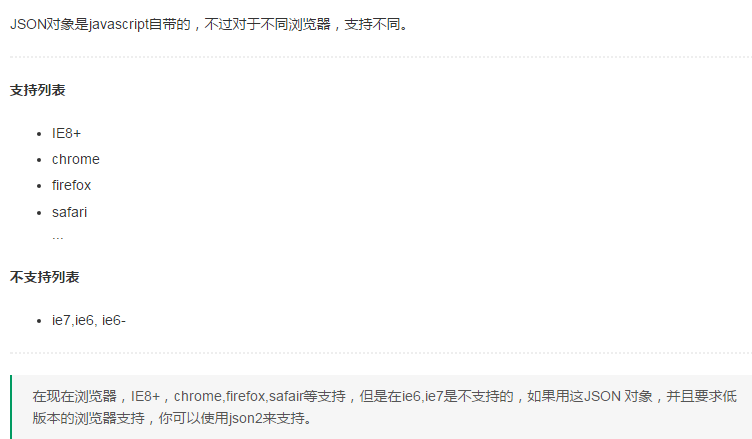 JSON对象是javascript自带的，不过对于不同浏览器，支持不同。
支持列表
• IE8+
• chrome
• firefox
• safari
...
不支持列表
• ie7,ie6, ie6-
在现在浏览器，IE8+，chrome,firefox,safair等支持，但是在ie6,ie7是不支持的，如果用这JSON 对象，并且要求低
版本的浏览器支持，你可以使用json2来支持。